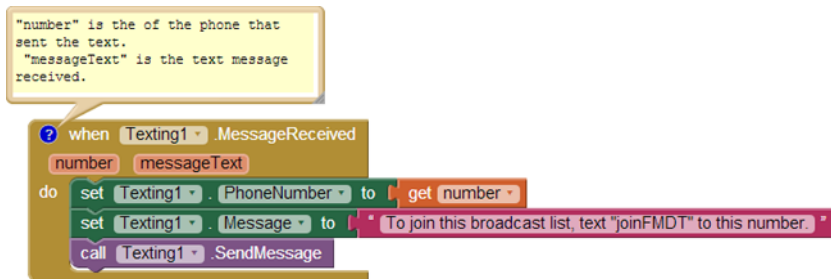 "number" is the of the phone that
sent the text.
"messageText" is the text message
received.
? when Texting1 .MessageReceived
number messageText
do set Texting1 . PhoneNumber to get number
set Texting1 . Message to " To join this broadcast list, text "joinFMDT" to this number. "
call Texting1 .SendMessage